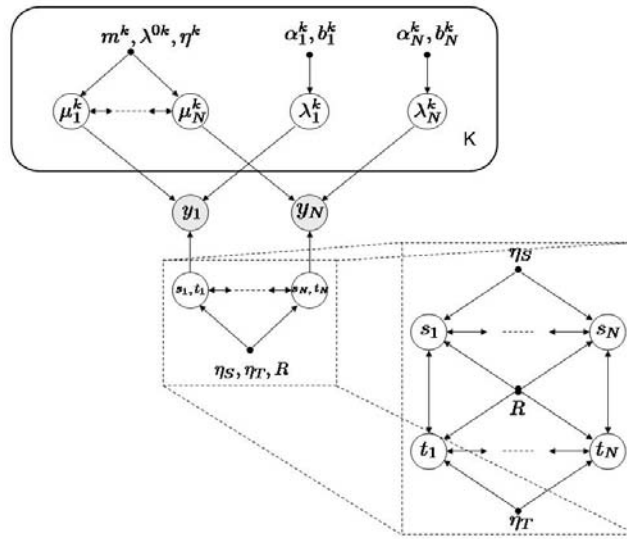 m^k, λ^{0k}, η^k α_1^k, b_1^k α_N^k, b_N^k
μ_1^k μ_N^k λ_1^k λ_N^k
K
y_1 y_N
η_S
s_1, t_1 s_N, t_N
s_1 s_N
η_S, η_T, R
R
t_1 t_N
η_T